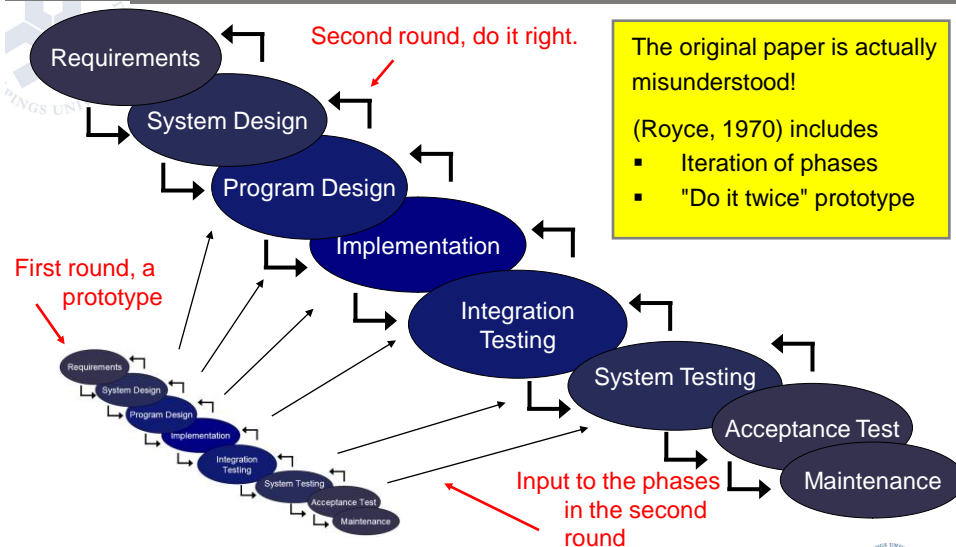 Requirements
System Design
Program Design
Implementation
Integration
Testing
System Testing
Acceptance Test
Maintenance
Second round, do it right.
The original paper is actually
misunderstood!
(Royce, 1970) includes
▪ Iteration of phases
▪ "Do it twice" prototype
First round, a
prototype
Requirements
System Design
Program Design
Implementation
Integration
Testing
System Testing
Acceptance Test
Maintenance
Input to the phases
in the second
round